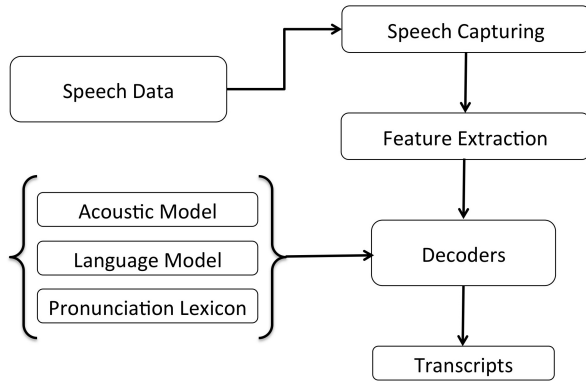 Speech Capturing
Speech Data
Feature Extraction
Acoustic Model
Language Model
Pronunciation Lexicon
Decoders
Transcripts